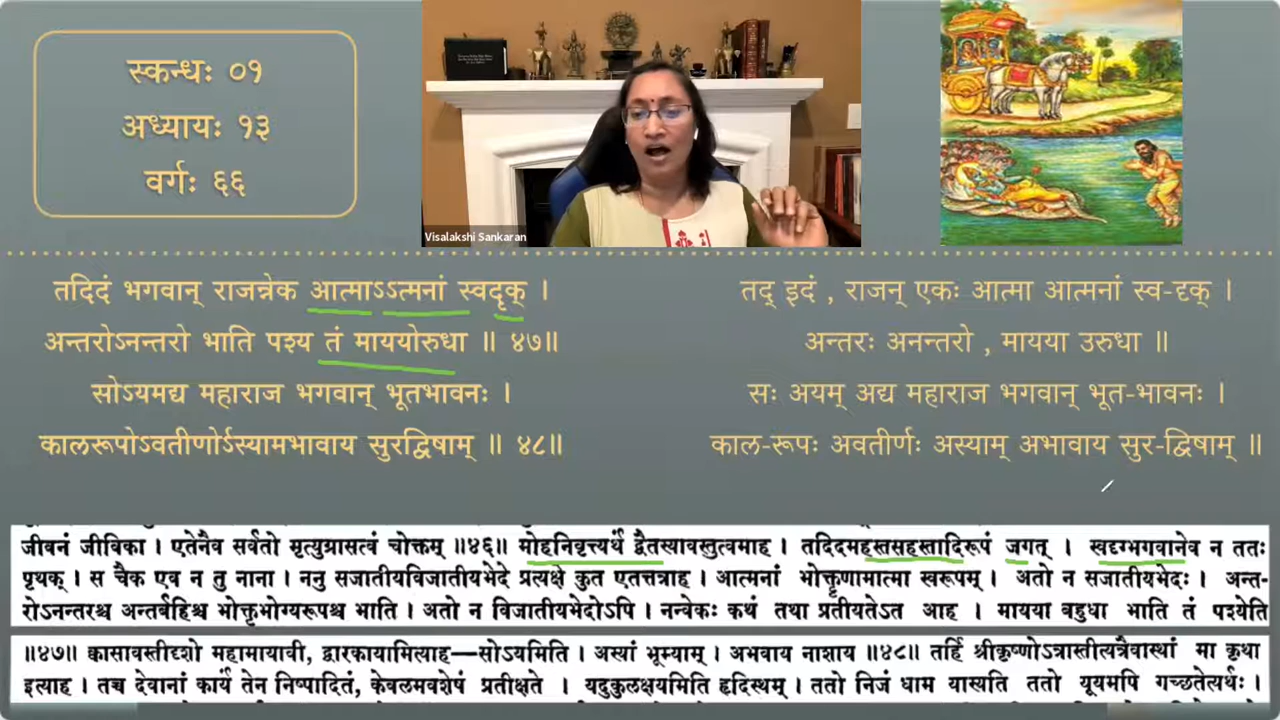 स्कन्धः ०१
अध्यायः १३
वर्गः ६६
Visalakshi Sankaran
तदिदं भगवान् राजन्नेक आत्माऽऽत्मनां स्वदृक् ।
अन्तरोऽनन्तरो भाति पश्य तं माययोरुधा ॥ ४७॥
सोऽयमद्य महाराज भगवान् भूतभावनः ।
कालरूपोऽवतीर्णोऽस्यामभावाय सुरद्विषाम् ॥ ४८॥
तद् इदं , राजन् एकः आत्मा आत्मनां स्व-दृक् ।
अन्तरः अनन्तरो , मायया उरुधा ॥
सः अयम् अद्य महाराज भगवान् भूत-भावनः ।
काल-रूपः अवतीर्णः अस्याम् अभावाय सुर-द्विषाम् ॥
जीवनं जीविका । एतेनैव सर्वतो मृत्युग्रासत्वं चोक्तम् ॥४६॥ मोहनिवृत्त्यर्थं द्वैतस्यावस्तुत्वमाह । तदिदमहस्तसहस्तादिरूपं जगत् । स्वदृग्भगवानेव न ततः
पृथक् । स चैक एव न तु नाना । ननु सजातीयविजातीयभेदे प्रत्यक्षे कुत एतत्तत्राह । आत्मनां भोक्तॄणामात्मा स्वरूपम् । अतो न सजातीयभेदः । अन्त-
रोऽनन्तरश्च अन्तर्बहिश्च भोक्तृभोग्यरूपश्च भाति । अतो न विजातीयभेदोऽपि । नन्वेकः कथं तथा प्रतीयतेऽत आह । मायया बहुधा भाति तं पश्येति
॥४७॥ क्वासावस्तीदृशो महामायावी, द्वारकायामित्याह—सोऽयमिति । अस्यां भूम्याम् । अभवाय नाशाय ॥४८॥ तर्हि श्रीकृष्णोऽत्रास्तीत्यत्रैवास्थां मा कृथा
इत्याह । तच्च देवानां कार्यं तेन निष्पादितं, केवलमवशेषं प्रतीक्षते । यदुकुलक्षयमिति हृदिस्थम् । ततो निजं धाम यास्यति ततो यूयमपि गच्छतेत्यर्थः ।